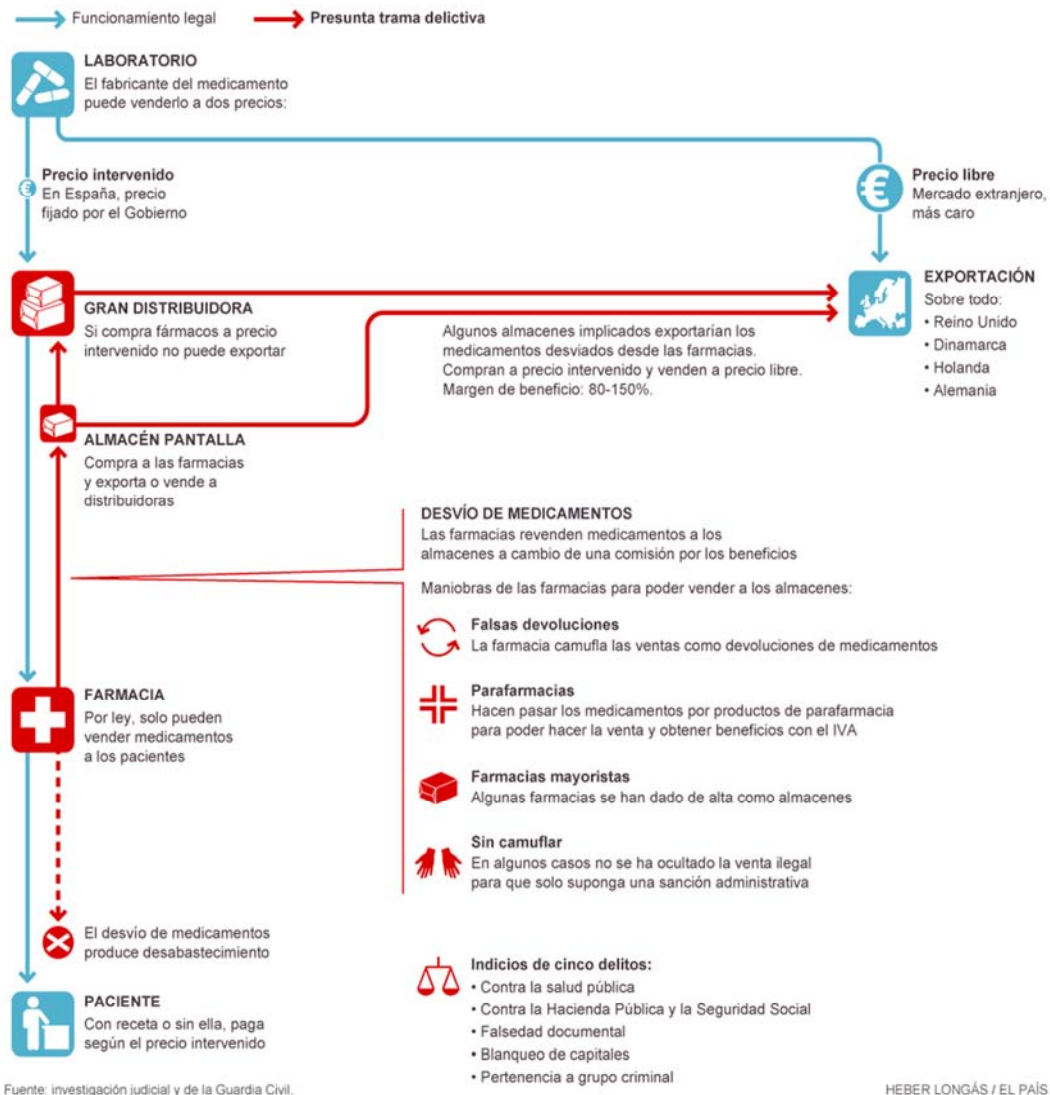 Funcionamiento legal
Presunta trama delictiva
LABORATORIO
El fabricante del medicamento
puede venderlo a dos precios:
Precio intervenido
En España, precio
fijado por el Gobierno
€
Precio libre
Mercado extranjero,
más caro
€
GRAN DISTRIBUIDORA
Si compra fármacos a precio
intervenido no puede exportar
Algunos almacenes implicados exportarían los
medicamentos desviados desde las farmacias.
Compran a precio intervenido y venden a precio libre.
Margen de beneficio: 80-150%.
EXPORTACIÓN
Sobre todo:
• Reino Unido
• Dinamarca
• Holanda
• Alemania
ALMACÉN PANTALLA
Compra a las farmacias
y exporta o vende a
distribuidoras
DESVÍO DE MEDICAMENTOS
Las farmacias revenden medicamentos a los
almacenes a cambio de una comisión por los beneficios
Maniobras de las farmacias para poder vender a los almacenes:
Falsas devoluciones
La farmacia camufla las ventas como devoluciones de medicamentos
Parafarmacias
Hacen pasar los medicamentos por productos de parafarmacia
para poder hacer la venta y obtener beneficios con el IVA
Farmacias mayoristas
Algunas farmacias se han dado de alta como almacenes
Sin camuflar
En algunos casos no se ha ocultado la venta ilegal
para que solo suponga una sanción administrativa
FARMACIA
Por ley, solo pueden
vender medicamentos
a los pacientes
El desvío de medicamentos
produce desabastecimiento
PACIENTE
Con receta o sin ella, paga
según el precio intervenido
Indicios de cinco delitos:
• Contra la salud pública
• Contra la Hacienda Pública y la Seguridad Social
• Falsedad documental
• Blanqueo de capitales
• Pertenencia a grupo criminal
Fuente: investigación judicial y de la Guardia Civil.
HEBER LONGÁS / EL PAÍS